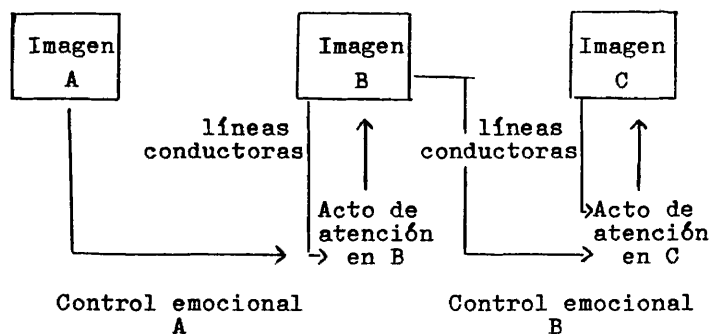 Imagen
A
Imagen
B
Imagen
C
líneas
conductoras
líneas
conductoras
Acto de
atención
en B
Acto de
atención
en C
Control emocional
A
Control emocional
B